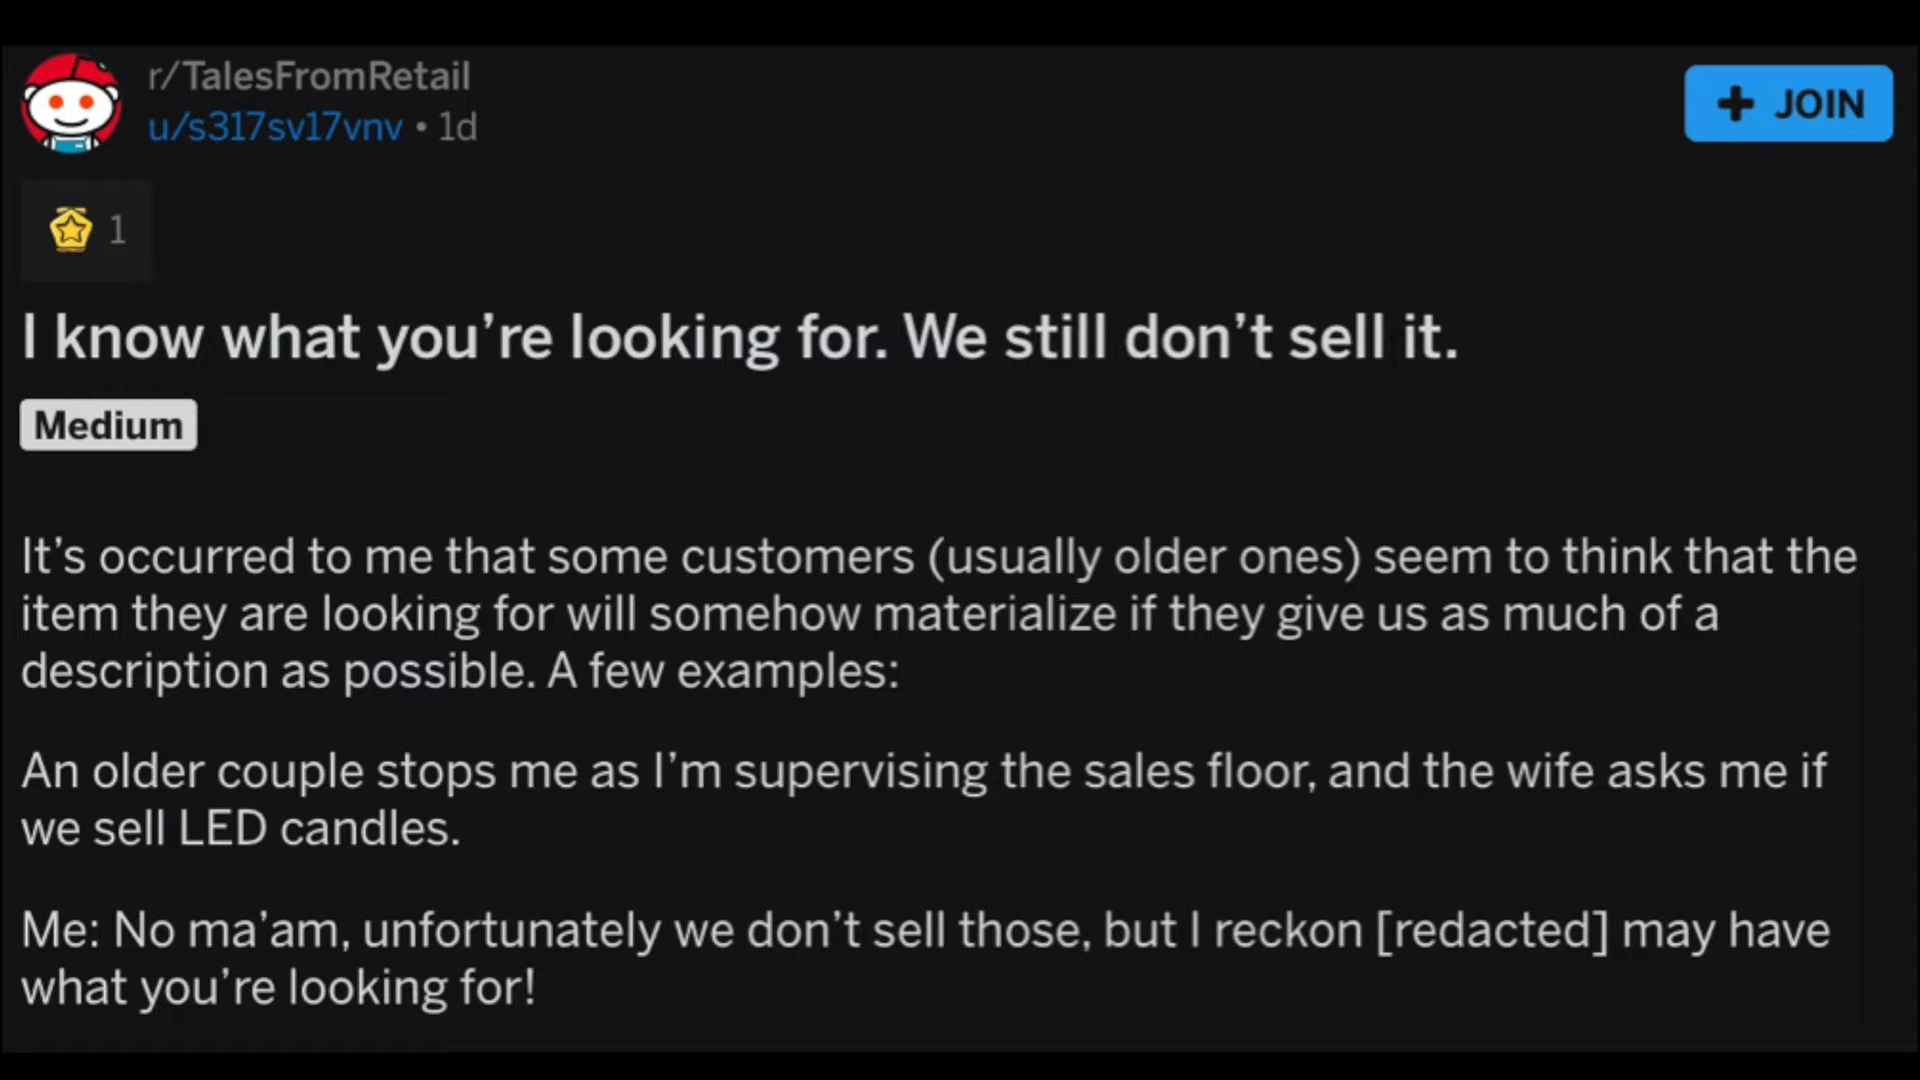 r/TalesFromRetail
u/s317sv17vnv • 1d
+ JOIN
1
I know what you’re looking for. We still don’t sell it.
Medium
It’s occurred to me that some customers (usually older ones) seem to think that the
item they are looking for will somehow materialize if they give us as much of a
description as possible. A few examples:
An older couple stops me as I’m supervising the sales floor, and the wife asks me if
we sell LED candles.
Me: No ma’am, unfortunately we don’t sell those, but I reckon [redacted] may have
what you’re looking for!